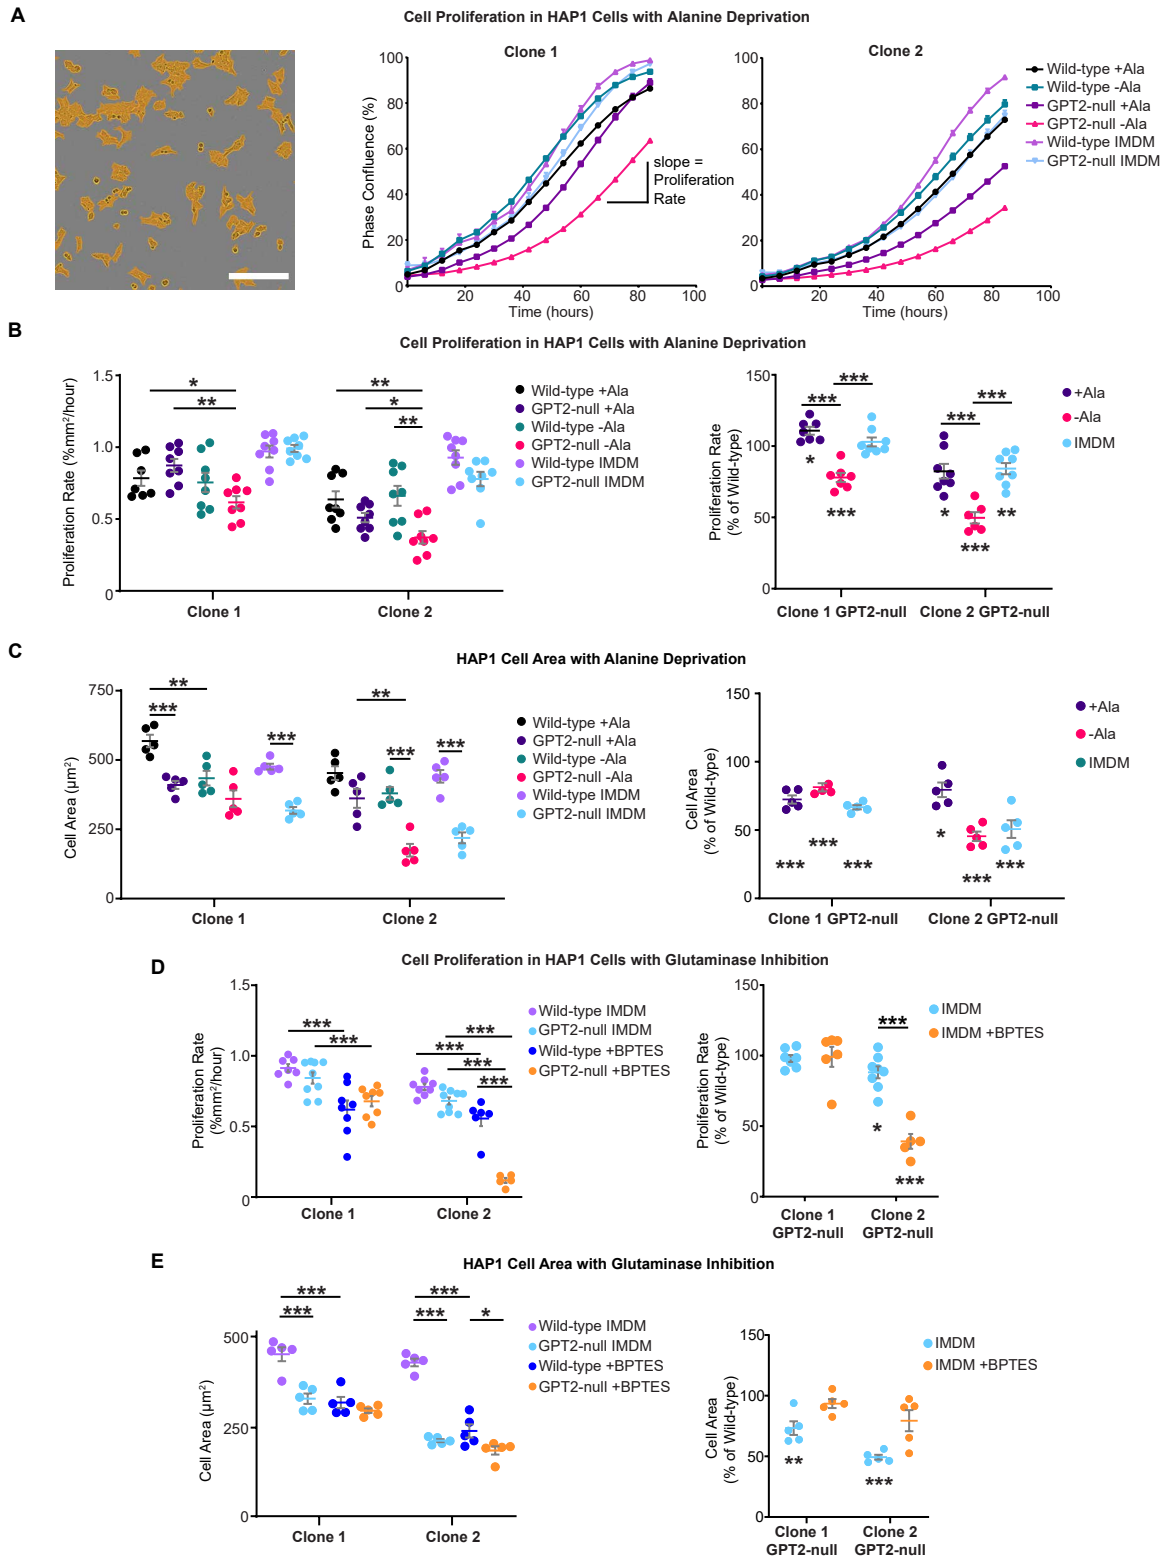 A
Cell Proliferation in HAP1 Cells with Alanine Deprivation
Clone 1
Clone 2
Phase Confluence (%)
100
80
60
40
20
0
20
40
60
80
100
Time (hours)
slope =
Proliferation
Rate
100
80
60
40
20
0
20
40
60
80
100
Time (hours)
Wild-type +Ala
Wild-type -Ala
GPT2-null +Ala
GPT2-null -Ala
Wild-type IMDM
GPT2-null IMDM
B
Cell Proliferation in HAP1 Cells with Alanine Deprivation
Proliferation Rate (%mm²/hour)
1.5
1.0
0.5
0
*
**
**
*
**
Clone 1
Clone 2
Wild-type +Ala
GPT2-null +Ala
Wild-type -Ala
GPT2-null -Ala
Wild-type IMDM
GPT2-null IMDM
Proliferation Rate
(% of Wild-type)
150
100
50
0
***
***
*
***
***
***
*
***
**
Clone 1 GPT2-null
Clone 2 GPT2-null
+Ala
-Ala
IMDM
C
HAP1 Cell Area with Alanine Deprivation
Cell Area (µm²)
750
500
250
0
**
***
***
**
***
***
Clone 1
Clone 2
Wild-type +Ala
GPT2-null +Ala
Wild-type -Ala
GPT2-null -Ala
Wild-type IMDM
GPT2-null IMDM
Cell Area
(% of Wild-type)
150
100
50
0
***
***
***
*
***
***
Clone 1 GPT2-null
Clone 2 GPT2-null
+Ala
-Ala
IMDM
D
Cell Proliferation in HAP1 Cells with Glutaminase Inhibition
Proliferation Rate
(%mm²/hour)
1.5
1.0
0.5
0
***
***
***
***
***
***
Clone 1
Clone 2
Wild-type IMDM
GPT2-null IMDM
Wild-type +BPTES
GPT2-null +BPTES
Proliferation Rate
(% of Wild-type)
150
100
50
0
***
*
***
Clone 1
GPT2-null
Clone 2
GPT2-null
IMDM
IMDM +BPTES
E
HAP1 Cell Area with Glutaminase Inhibition
Cell Area (µm²)
500
250
0
***
***
***
***
*
Clone 1
Clone 2
Wild-type IMDM
GPT2-null IMDM
Wild-type +BPTES
GPT2-null +BPTES
Cell Area
(% of Wild-type)
150
100
50
0
**
***
Clone 1
GPT2-null
Clone 2
GPT2-null
IMDM
IMDM +BPTES